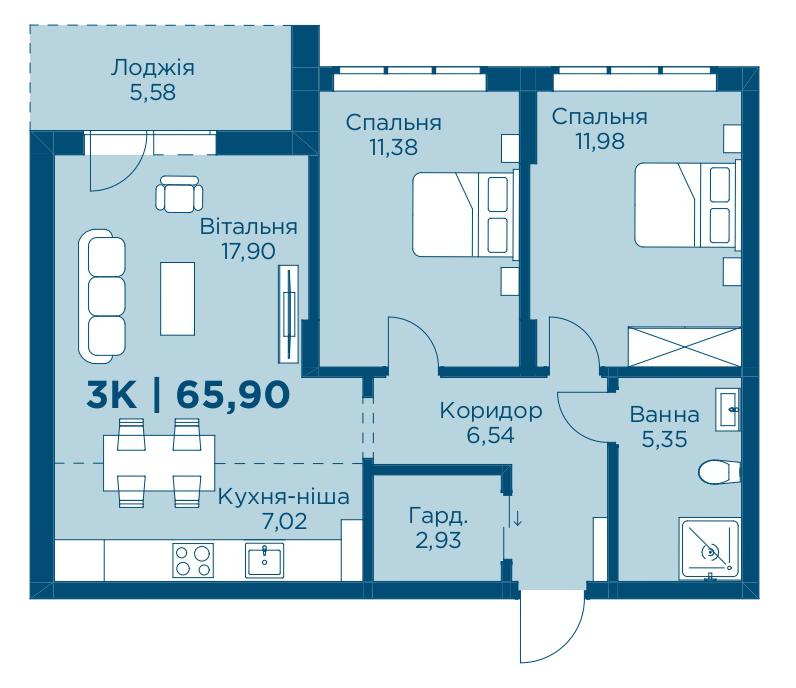 Лоджія
5,58
Спальня
11,38
Спальня
11,98
Вітальня
17,90
3К | 65,90
Коридор
6,54
Ванна
5,35
Кухня-ніша
7,02
Гард.
2,93